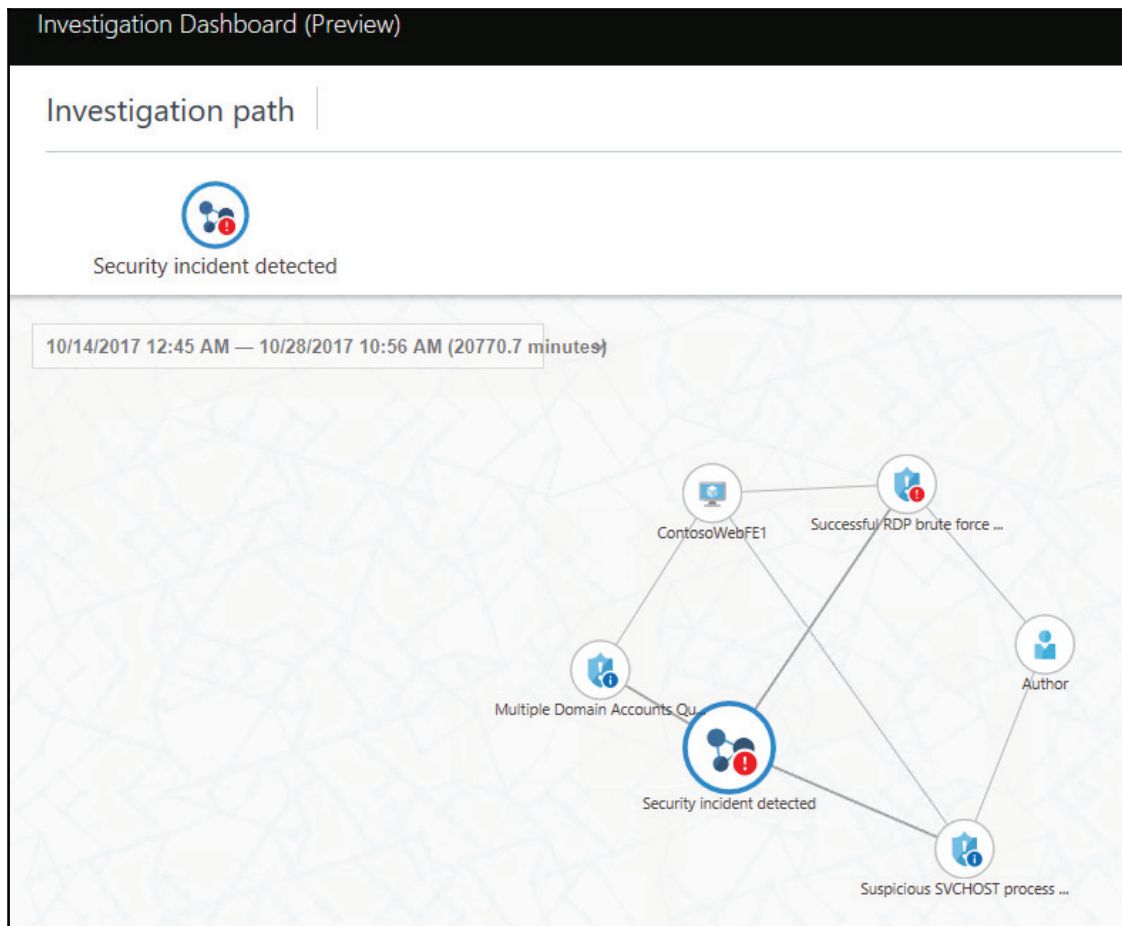 Investigation Dashboard (Preview)
Investigation path
Security incident detected
10/14/2017 12:45 AM — 10/28/2017 10:56 AM (20770.7 minutes)
ContosoWebFE1
Successful RDP brute force ...
Author
Multiple Domain Accounts Qu...
Security incident detected
Suspicious SVCHOST process ...